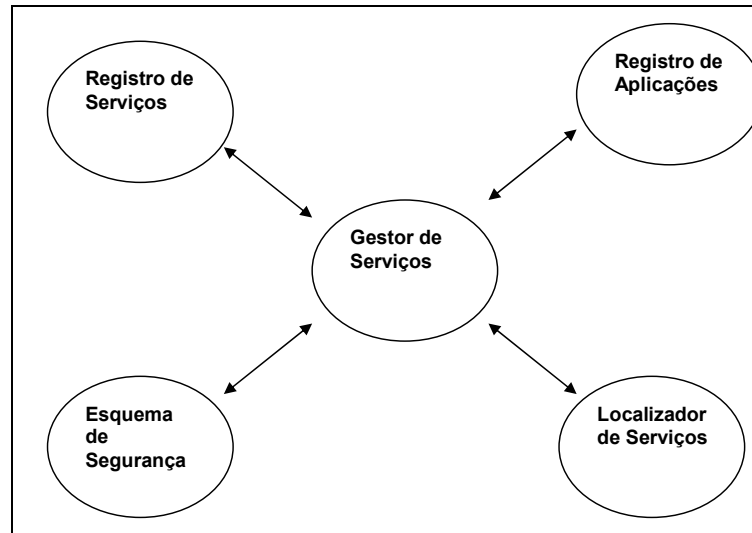 Registro de
Serviços
Registro de
Aplicações
Gestor de
Serviços
Esquema
de
Segurança
Localizador
de Serviços